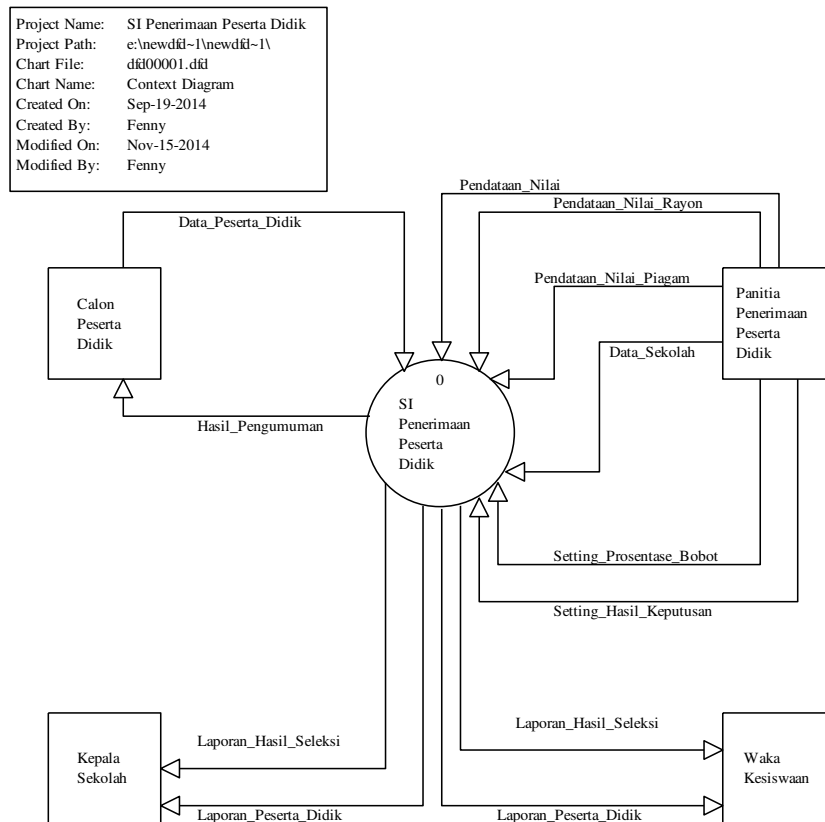 Project Name: SI Penerimaan Peserta Didik
Project Path: e:\newdfd~1\newdfd~1\
Chart File: dfd00001.dfd
Chart Name: Context Diagram
Created On: Sep-19-2014
Created By: Fenny
Modified On: Nov-15-2014
Modified By: Fenny
Pendataan_Nilai
Pendataan_Nilai_Rayon
Data_Peserta_Didik
Pendataan_Nilai_Piagam
Calon
Peserta
Didik
Panitia
Penerimaan
Peserta
Didik
Data_Sekolah
0
SI
Penerimaan
Peserta
Didik
Hasil_Pengumuman
Setting_Prosentase_Bobot
Setting_Hasil_Keputusan
Laporan_Hasil_Seleksi
Laporan_Hasil_Seleksi
Kepala
Sekolah
Waka
Kesiswaan
Laporan_Peserta_Didik
Laporan_Peserta_Didik